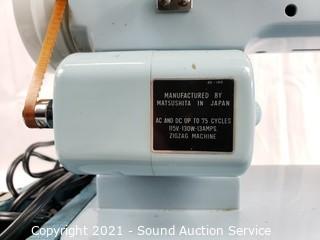 MANUFACTURED BY
MATSUSHITA IN JAPAN
AC AND DC UP TO 75 CYCLES
115V.-130W-1.3AMPS.
ZIGZAG MACHINE
Copyright 2021 - Sound Auction Service